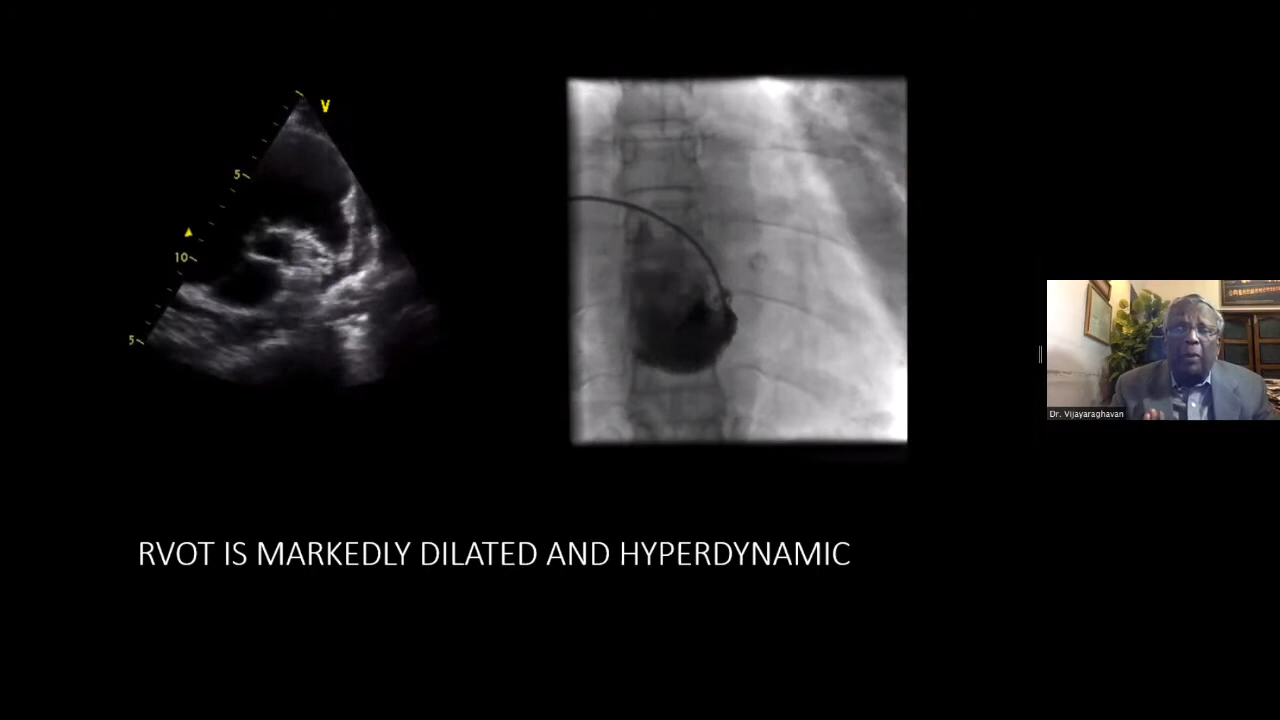 V
5
10
5
Dr. Vijayaraghavan
RVOT IS MARKEDLY DILATED AND HYPERDYNAMIC